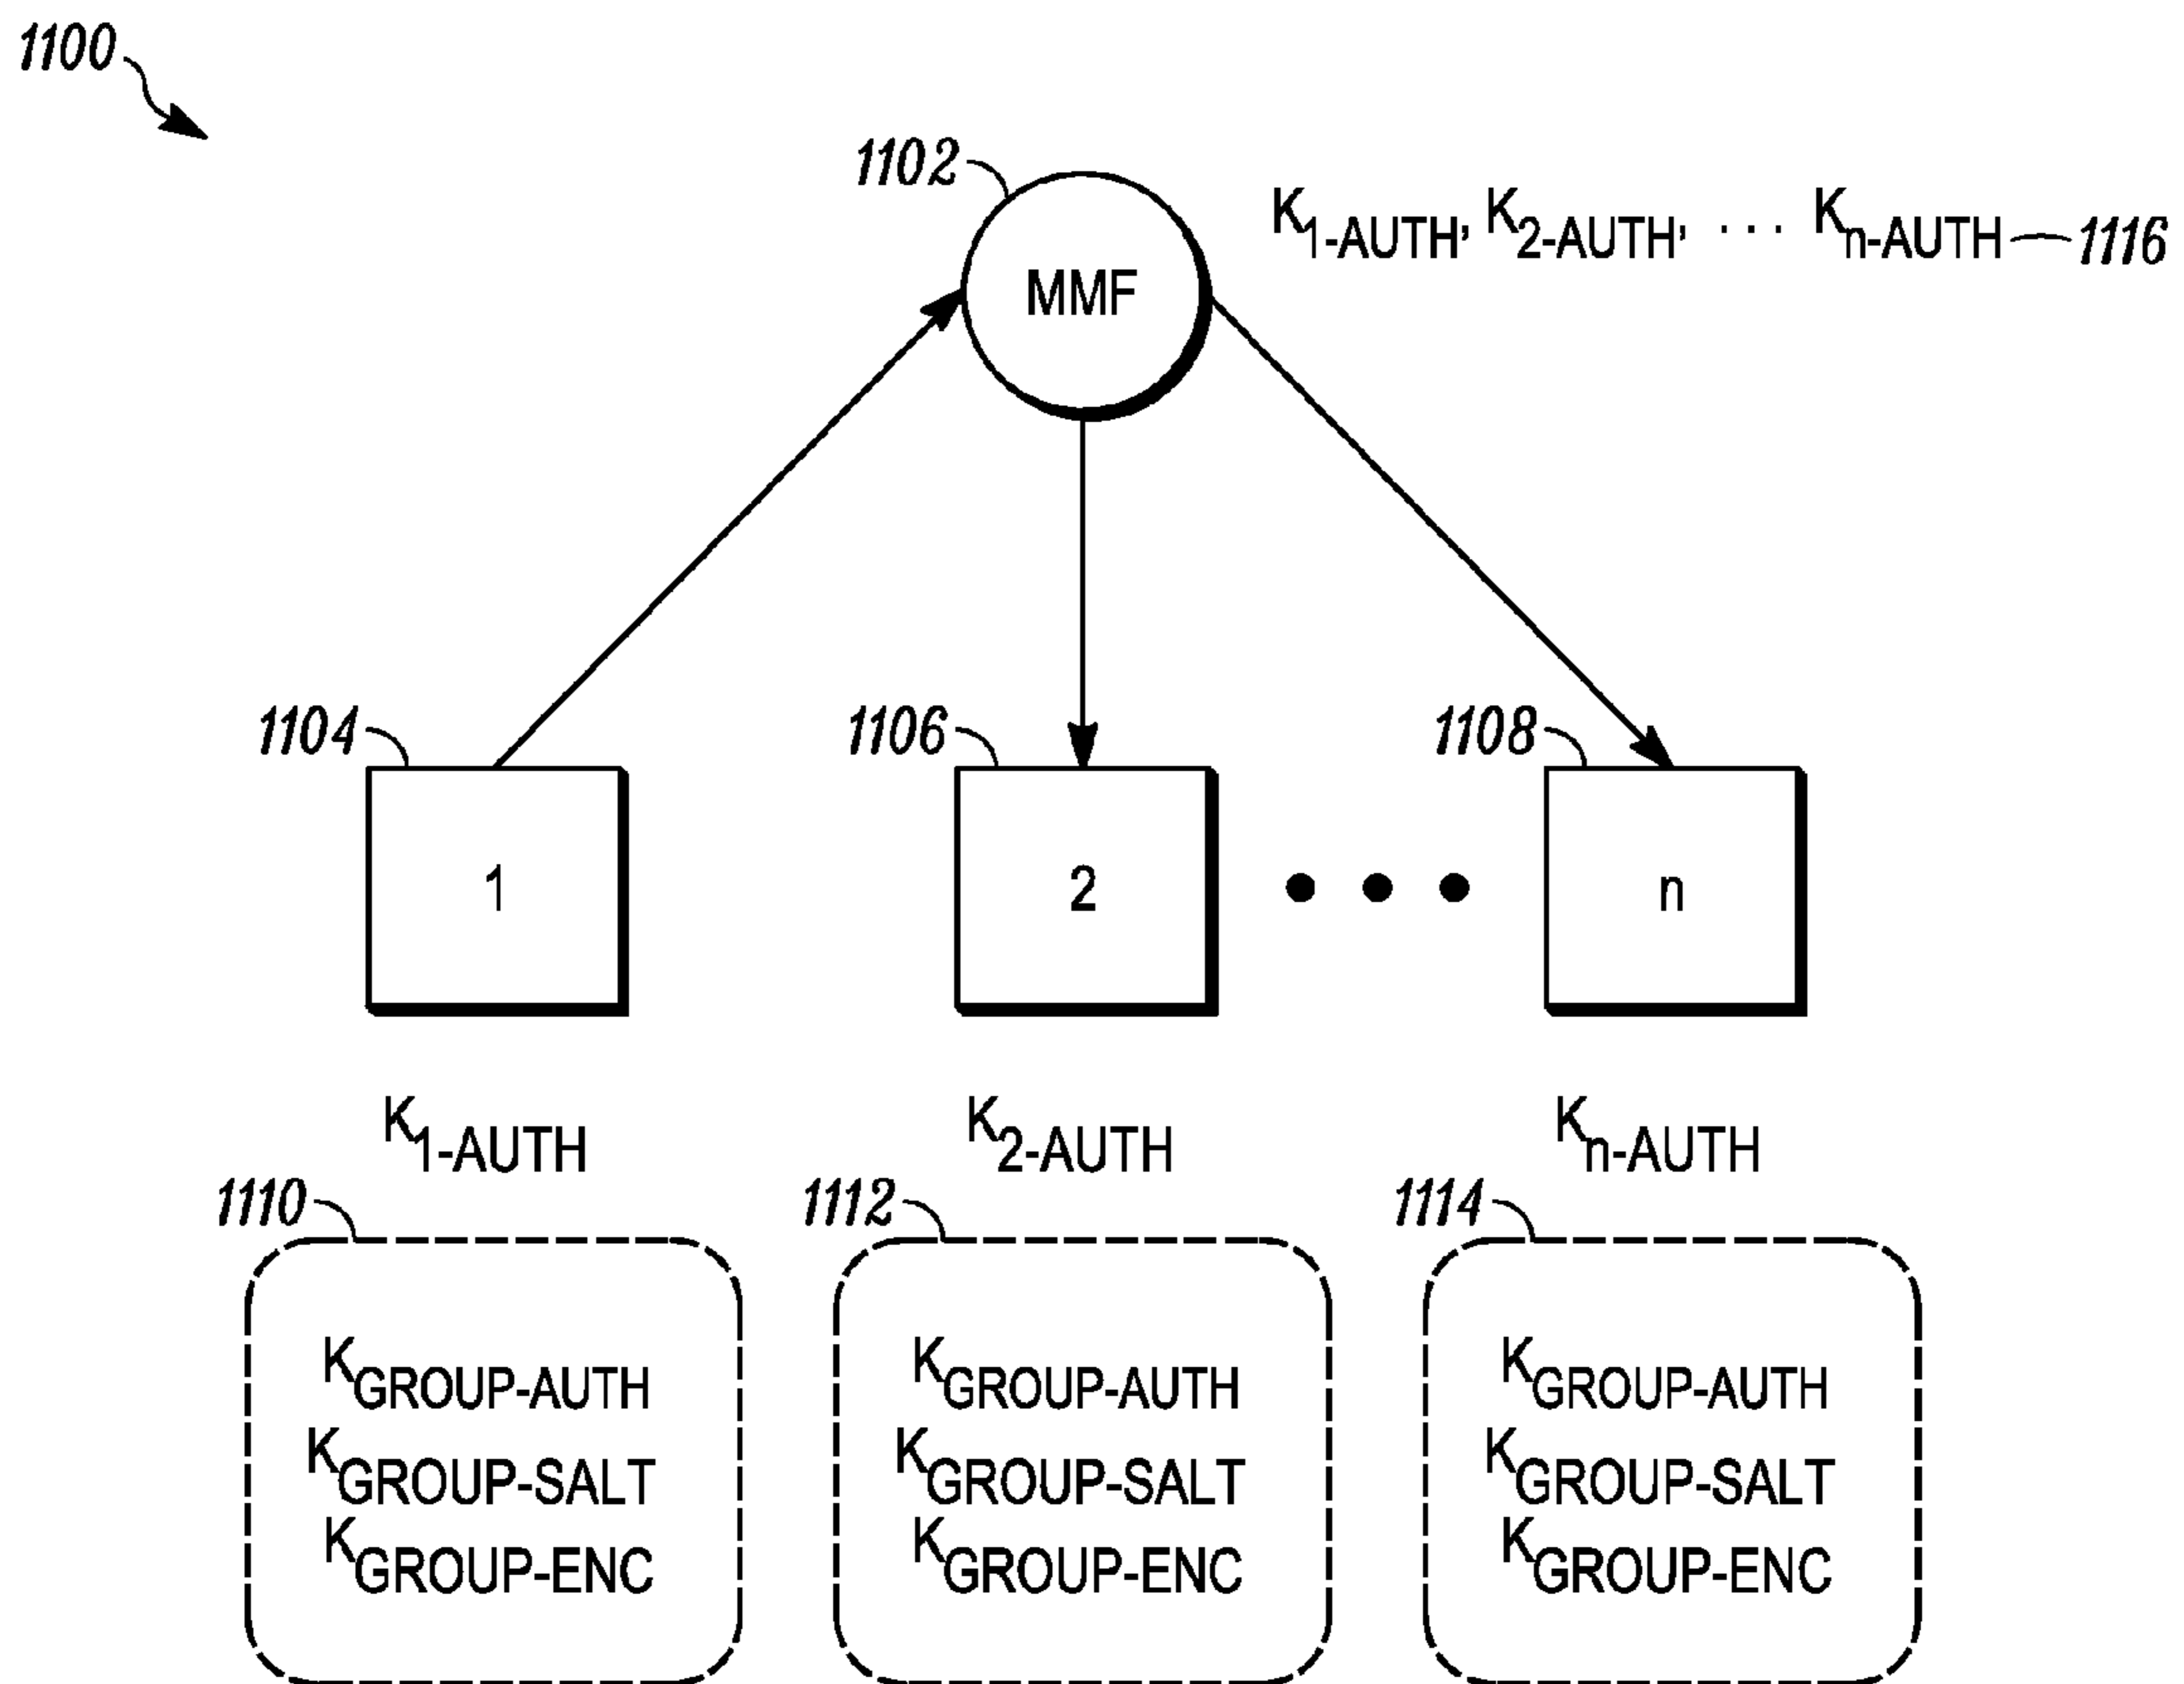 1100
1102
K1-AUTH, K2-AUTH, ... Kn-AUTH 1116
MMF
1104 1106 1108
1 2 ● ● ● n
K1-AUTH K2-AUTH Kn-AUTH
1110 1112 1114
KGROUP-AUTH KGROUP-AUTH KGROUP-AUTH
KGROUP-SALT KGROUP-SALT KGROUP-SALT
KGROUP-ENC KGROUP-ENC KGROUP-ENC